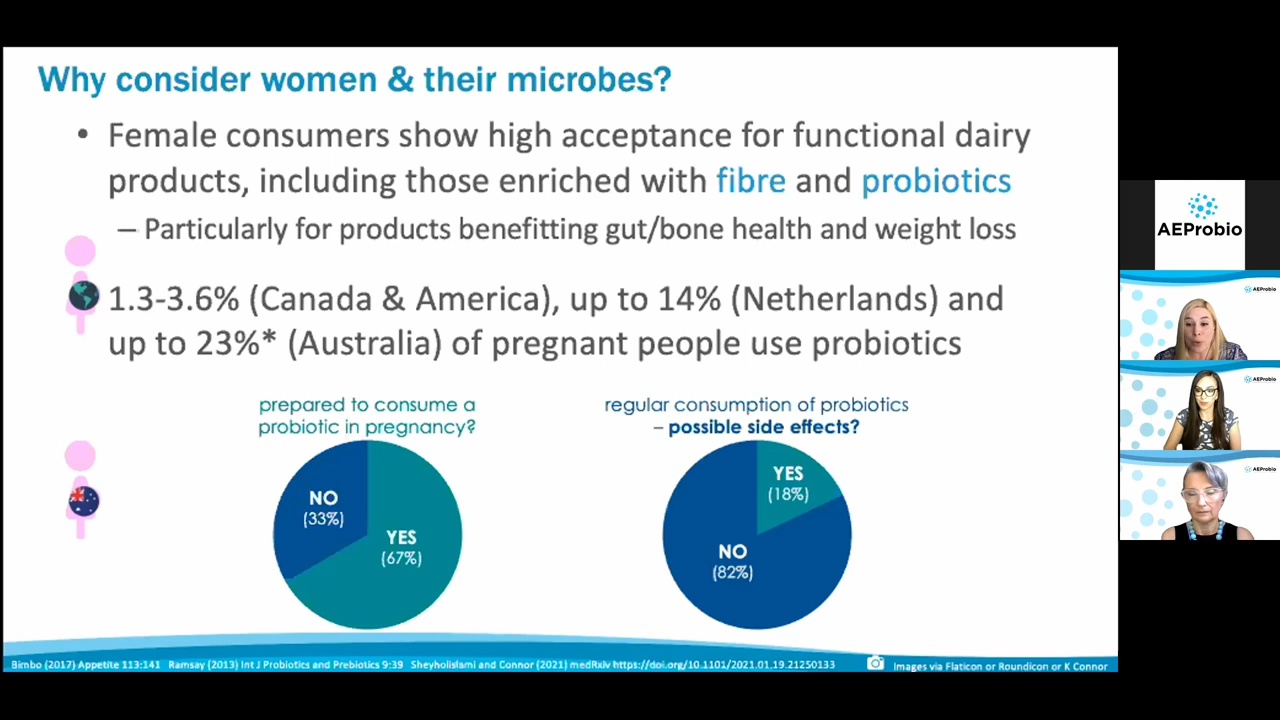 Why consider women & their microbes?
• Female consumers show high acceptance for functional dairy
products, including those enriched with fibre and probiotics
– Particularly for products benefitting gut/bone health and weight loss
1.3-3.6% (Canada & America), up to 14% (Netherlands) and
up to 23%* (Australia) of pregnant people use probiotics
prepared to consume a
probiotic in pregnancy?
NO
(33%)
YES
(67%)
regular consumption of probiotics
– possible side effects?
YES
(18%)
NO
(82%)
Bimbo (2017) Appetite 113:141 Ramsay (2013) Int J Probiotics and Prebiotics 9:39 Sheyholislami and Connor (2021) medRxiv https://doi.org/10.1101/2021.01.19.21250133
Images via Flaticon or Roundicon or K Connor
AEProbio
AEProbio
AEProbio
AEProbio